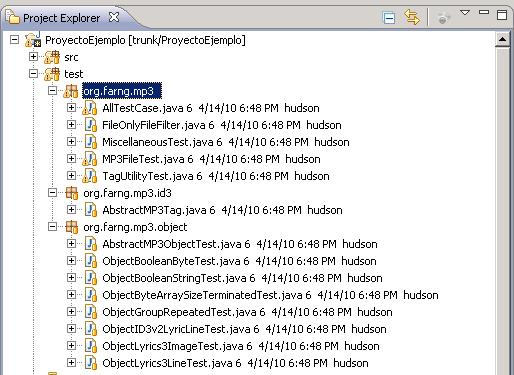 Project Explorer
ProyectoEjemplo [trunk/ProyectoEjemplo]
src
test
org.farng.mp3
AllTestCase.java 6 4/14/10 6:48 PM hudson
FileOnlyFileFilter.java 6 4/14/10 6:48 PM hudson
MiscellaneousTest.java 6 4/14/10 6:48 PM hudson
MP3FileTest.java 6 4/14/10 6:48 PM hudson
TagUtilityTest.java 6 4/14/10 6:48 PM hudson
org.farng.mp3.id3
AbstractMP3Tag.java 6 4/14/10 6:48 PM hudson
org.farng.mp3.object
AbstractMP3ObjectTest.java 6 4/14/10 6:48 PM hudson
ObjectBooleanByteTest.java 6 4/14/10 6:48 PM hudson
ObjectBooleanStringTest.java 6 4/14/10 6:48 PM hudson
ObjectByteArraySizeTerminatedTest.java 6 4/14/10 6:48 PM hudson
ObjectGroupRepeatedTest.java 6 4/14/10 6:48 PM hudson
ObjectID3v2LyricLineTest.java 6 4/14/10 6:48 PM hudson
ObjectLyrics3ImageTest.java 6 4/14/10 6:48 PM hudson
ObjectLyrics3LineTest.java 6 4/14/10 6:48 PM hudson